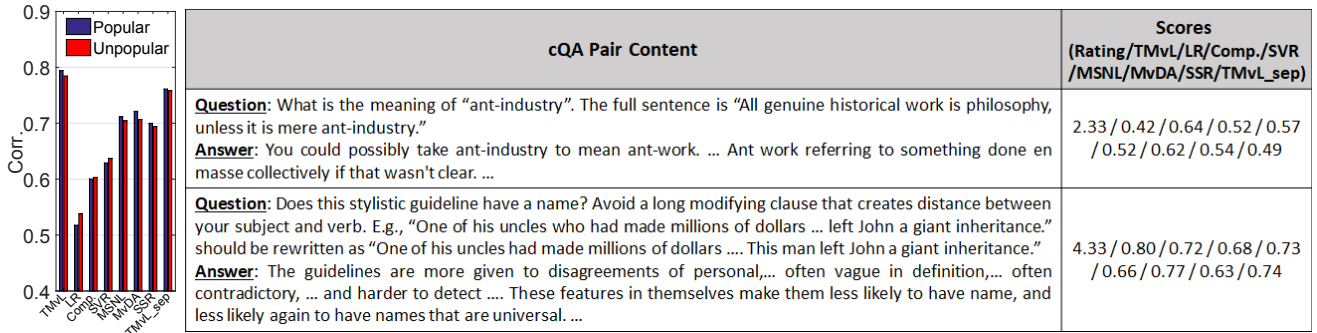 0.9
0.8
0.7
0.6
0.5
0.4
Corr.
Popular
Unpopular
TMvL
LR
Comp.
SVR
MSNL
MvDA
SSR
TMvL_sep
cQA Pair Content
Scores
(Rating/TMvL/LR/Comp./SVR
/MSNL/MvDA/SSR/TMvL_sep)
Question: What is the meaning of “ant-industry”. The full sentence is “All genuine historical work is philosophy,
unless it is mere ant-industry.”
Answer: You could possibly take ant-industry to mean ant-work. … Ant work referring to something done en
masse collectively if that wasn't clear. …
2.33 / 0.42 / 0.64 / 0.52 / 0.57
/ 0.52 / 0.62 / 0.54 / 0.49
Question: Does this stylistic guideline have a name? Avoid a long modifying clause that creates distance between
your subject and verb. E.g., “One of his uncles who had made millions of dollars … left John a giant inheritance.”
should be rewritten as “One of his uncles had made millions of dollars …. This man left John a giant inheritance.”
Answer: The guidelines are more given to disagreements of personal,… often vague in definition,… often
contradictory, … and harder to detect …. These features in themselves make them less likely to have name, and
less likely again to have names that are universal. …
4.33 / 0.80 / 0.72 / 0.68 / 0.73
/ 0.66 / 0.77 / 0.63 / 0.74